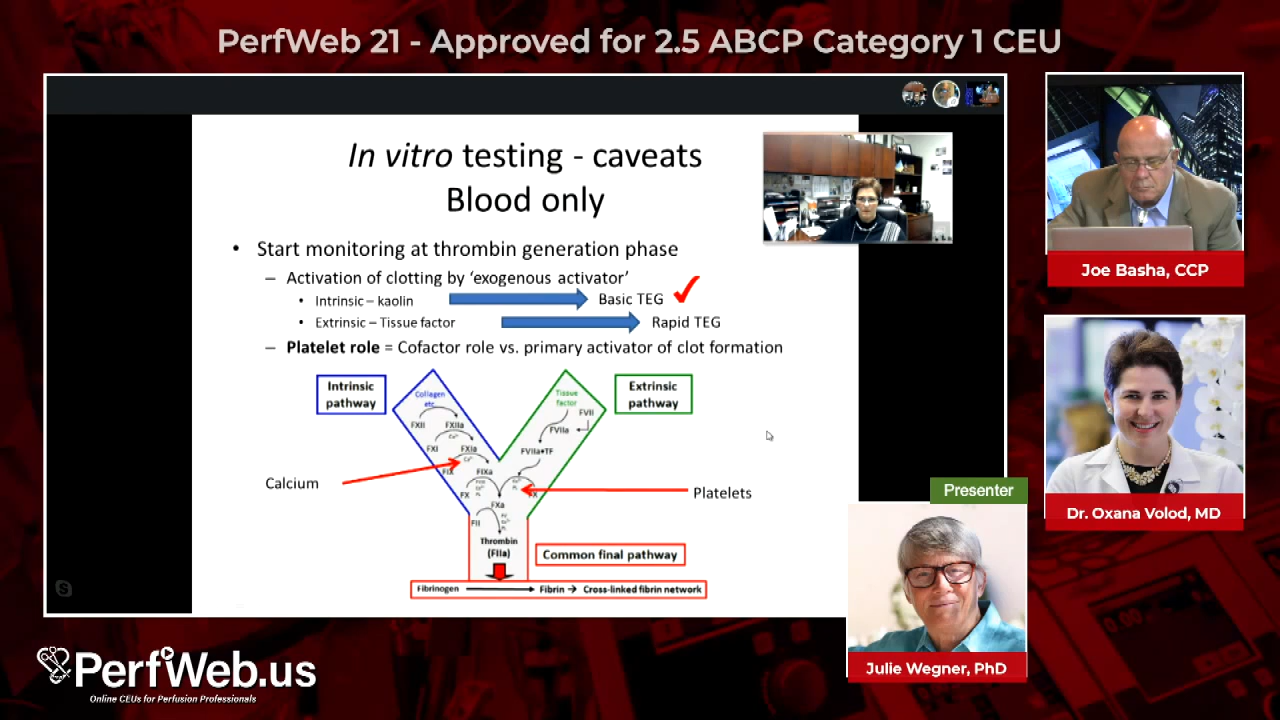 PerfWeb 21 - Approved for 2.5 ABCP Category 1 CEU
In vitro testing - caveats
Blood only
• Start monitoring at thrombin generation phase
– Activation of clotting by 'exogenous activator'
• Intrinsic – kaolin
Basic TEG
• Extrinsic – Tissue factor
Rapid TEG
– Platelet role = Cofactor role vs. primary activator of clot formation
Intrinsic
pathway
Extrinsic
pathway
Collagen
etc.
Tissue
factor
FVII
FXII
FXIIa
FVIIa
FXI
FXIa
FVIIa•TF
FIX
FIXa
FX
FX
FXa
FII
Calcium
Platelets
Thrombin
(FIIa)
Common final pathway
Fibrinogen
Fibrin → Cross-linked fibrin network
Joe Basha, CCP
Dr. Oxana Volod, MD
Presenter
Julie Wegner, PhD
PerfWeb.us
Online CEUs for Perfusion Professionals